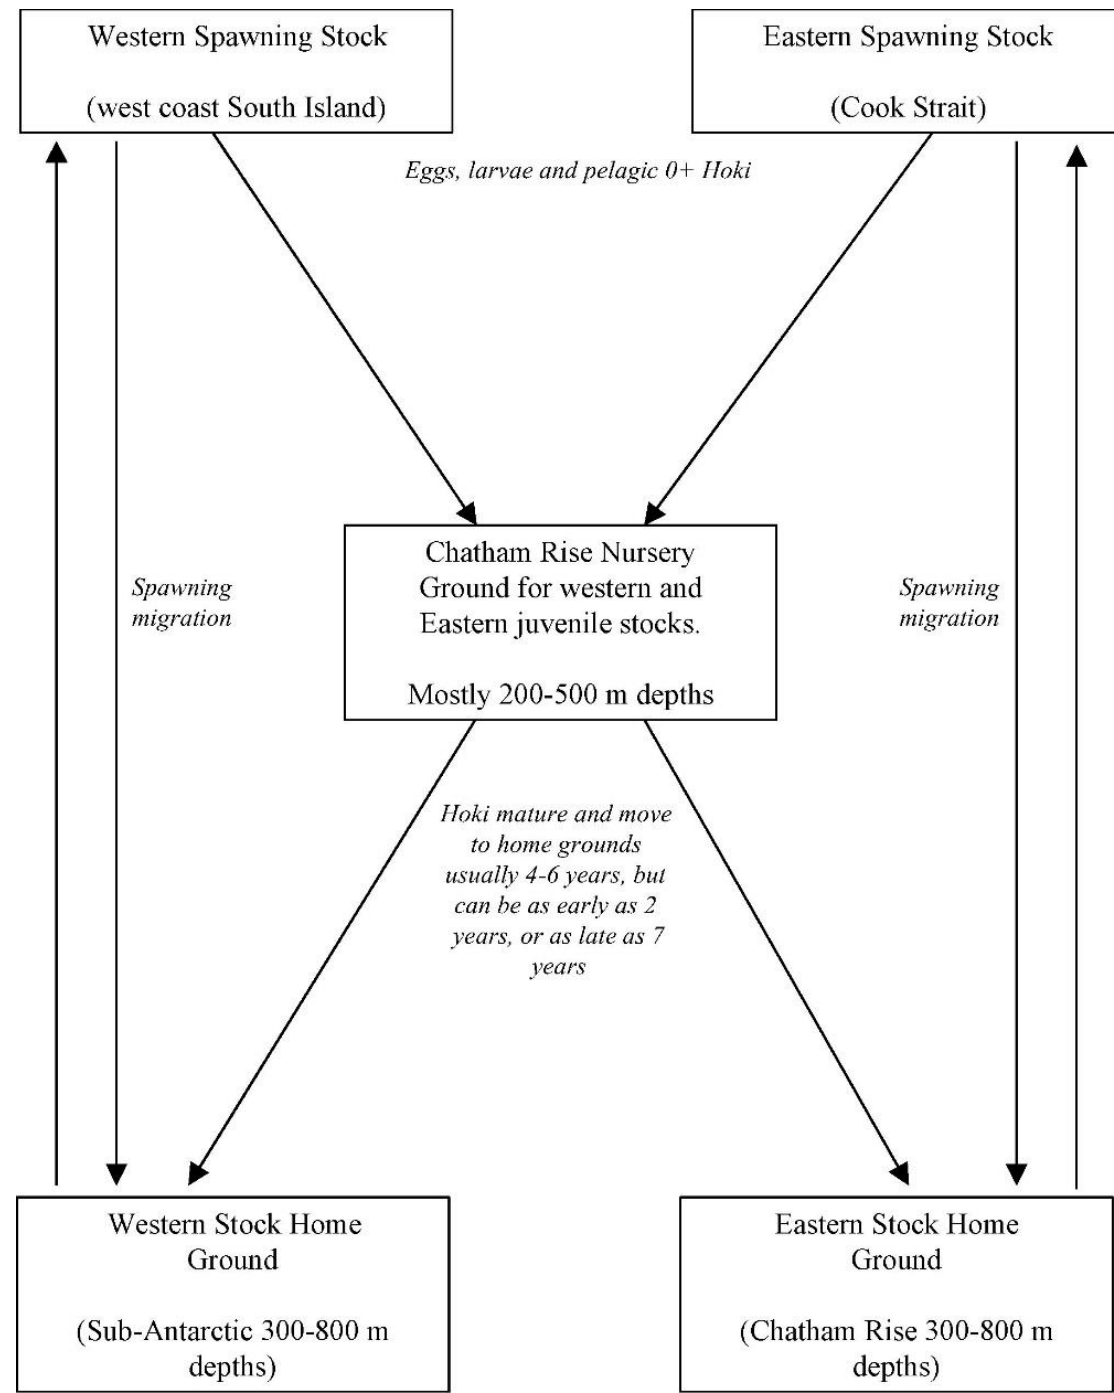 Western Spawning Stock
(west coast South Island)
Eastern Spawning Stock
(Cook Strait)
Eggs, larvae and pelagic 0+ Hoki
Chatham Rise Nursery
Ground for western and
Eastern juvenile stocks.
Mostly 200-500 m depths
Spawning
migration
Spawning
migration
Hoki mature and move
to home grounds
usually 4-6 years, but
can be as early as 2
years, or as late as 7
years
Western Stock Home
Ground
(Sub-Antarctic 300-800 m
depths)
Eastern Stock Home
Ground
(Chatham Rise 300-800 m
depths)